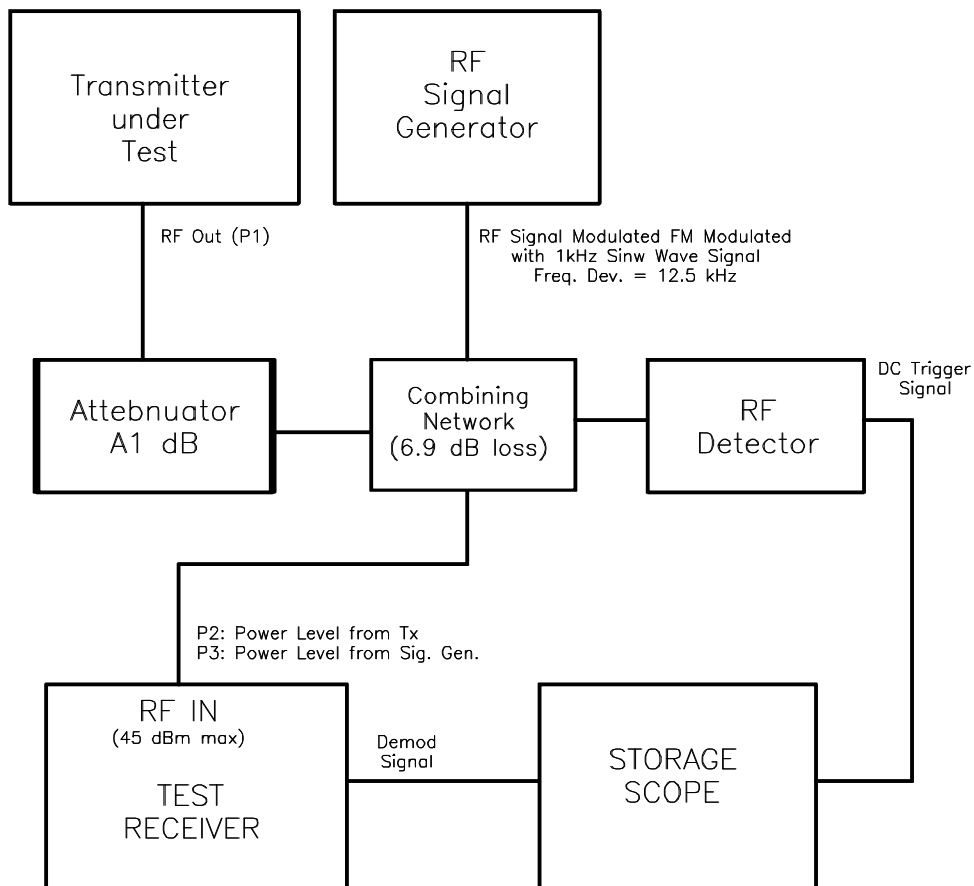 Transmitter
under
Test
RF
Signal
Generator
RF Out (P1)
RF Signal Modulated FM Modulated
with 1kHz Sinw Wave Signal
Freq. Dev. = 12.5 kHz
Attebnuator
A1 dB
Combining
Network
(6.9 dB loss)
RF
Detector
DC Trigger
Signal
P2: Power Level from Tx
P3: Power Level from Sig. Gen.
RF IN
(45 dBm max)
TEST
RECEIVER
Demod
Signal
STORAGE
SCOPE